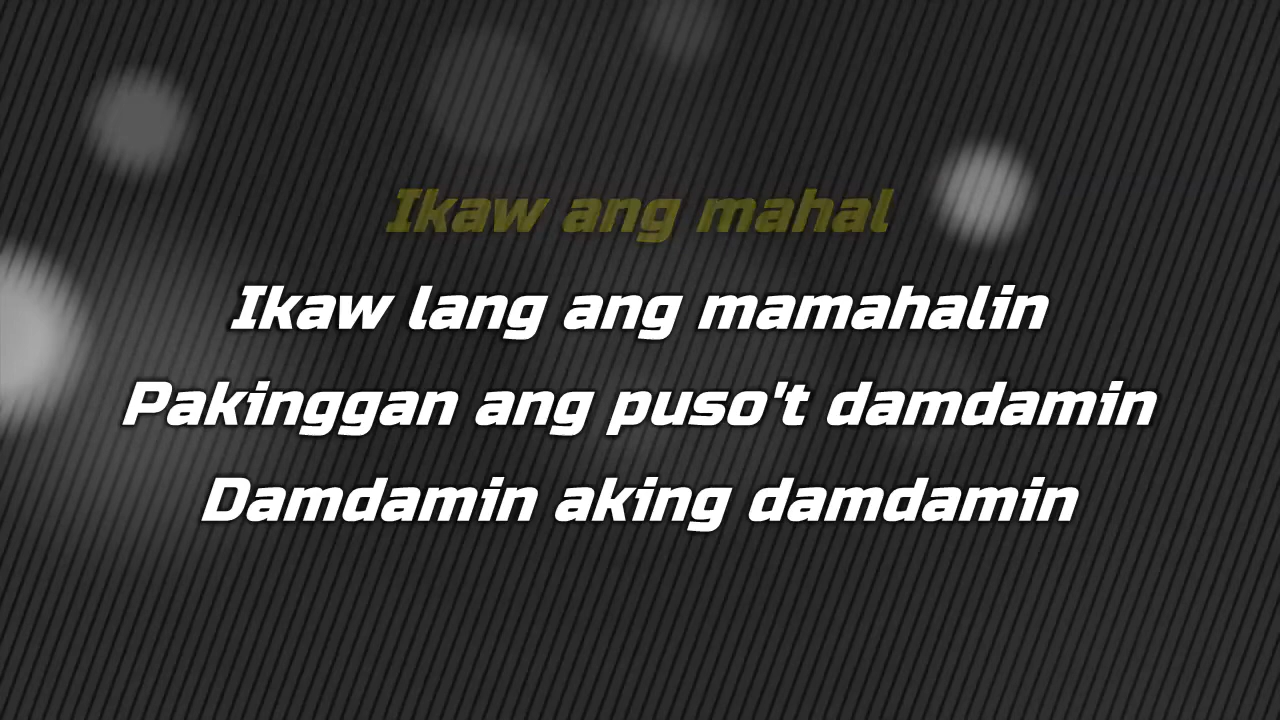 Ikaw ang mahal
Ikaw lang ang mamahalin
Pakinggan ang puso't damdamin
Damdamin aking damdamin